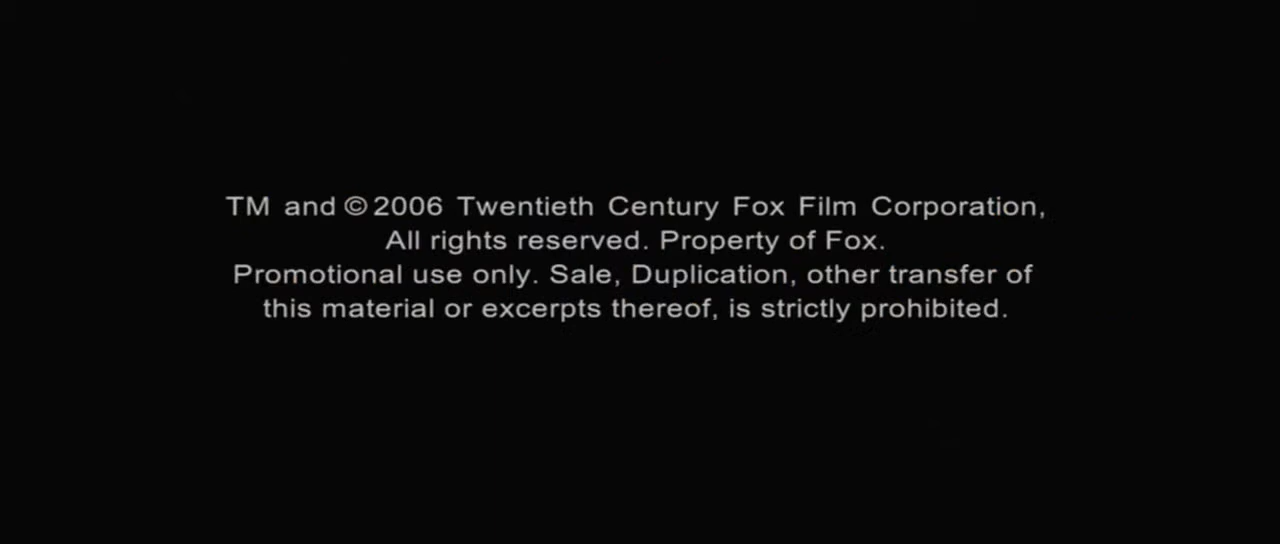 TM and © 2006 Twentieth Century Fox Film Corporation,
All rights reserved. Property of Fox.
Promotional use only. Sale, Duplication, other transfer of
this material or excerpts thereof, is strictly prohibited.